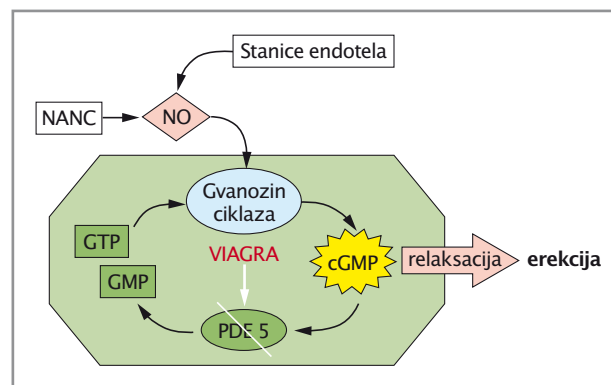 Stanice endotela
NANC
NO
Gvanozin
ciklaza
GTP
GMP
VIAGRA
cGMP
relaksacija
erekcija
PDE 5